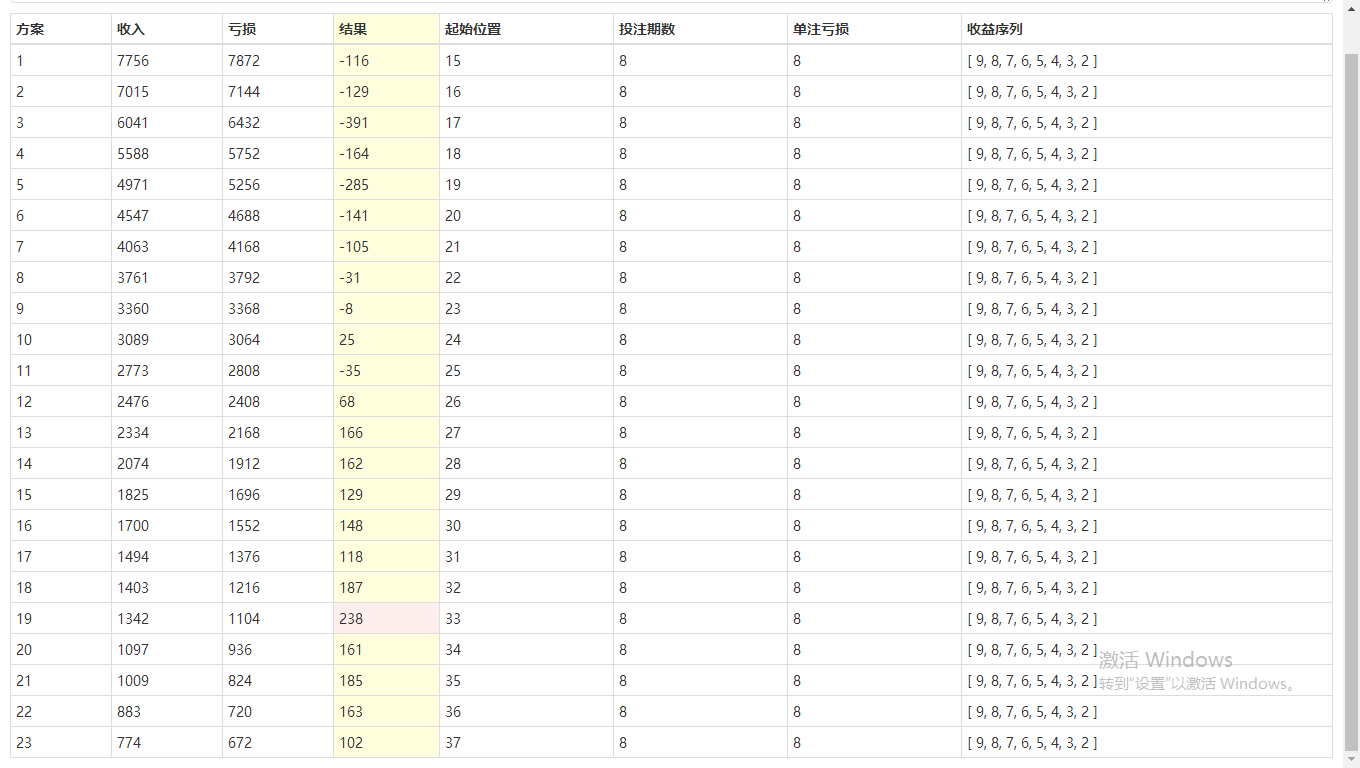 方案 收入 亏损 结果 起始位置 投注期数 单注亏损 收益序列
1 7756 7872 -116 15 8 8 [ 9, 8, 7, 6, 5, 4, 3, 2 ]
2 7015 7144 -129 16 8 8 [ 9, 8, 7, 6, 5, 4, 3, 2 ]
3 6041 6432 -391 17 8 8 [ 9, 8, 7, 6, 5, 4, 3, 2 ]
4 5588 5752 -164 18 8 8 [ 9, 8, 7, 6, 5, 4, 3, 2 ]
5 4971 5256 -285 19 8 8 [ 9, 8, 7, 6, 5, 4, 3, 2 ]
6 4547 4688 -141 20 8 8 [ 9, 8, 7, 6, 5, 4, 3, 2 ]
7 4063 4168 -105 21 8 8 [ 9, 8, 7, 6, 5, 4, 3, 2 ]
8 3761 3792 -31 22 8 8 [ 9, 8, 7, 6, 5, 4, 3, 2 ]
9 3360 3368 -8 23 8 8 [ 9, 8, 7, 6, 5, 4, 3, 2 ]
10 3089 3064 25 24 8 8 [ 9, 8, 7, 6, 5, 4, 3, 2 ]
11 2773 2808 -35 25 8 8 [ 9, 8, 7, 6, 5, 4, 3, 2 ]
12 2476 2408 68 26 8 8 [ 9, 8, 7, 6, 5, 4, 3, 2 ]
13 2334 2168 166 27 8 8 [ 9, 8, 7, 6, 5, 4, 3, 2 ]
14 2074 1912 162 28 8 8 [ 9, 8, 7, 6, 5, 4, 3, 2 ]
15 1825 1696 129 29 8 8 [ 9, 8, 7, 6, 5, 4, 3, 2 ]
16 1700 1552 148 30 8 8 [ 9, 8, 7, 6, 5, 4, 3, 2 ]
17 1494 1376 118 31 8 8 [ 9, 8, 7, 6, 5, 4, 3, 2 ]
18 1403 1216 187 32 8 8 [ 9, 8, 7, 6, 5, 4, 3, 2 ]
19 1342 1104 238 33 8 8 [ 9, 8, 7, 6, 5, 4, 3, 2 ]
20 1097 936 161 34 8 8 [ 9, 8, 7, 6, 5, 4, 3, 2 ]
激活 Windows
21 1009 824 185 35 8 8 [ 9, 8, 7, 6, 5, 4, 3, 2 ]
转到“设置”以激活 Windows。
22 883 720 163 36 8 8 [ 9, 8, 7, 6, 5, 4, 3, 2 ]
23 774 672 102 37 8 8 [ 9, 8, 7, 6, 5, 4, 3, 2 ]